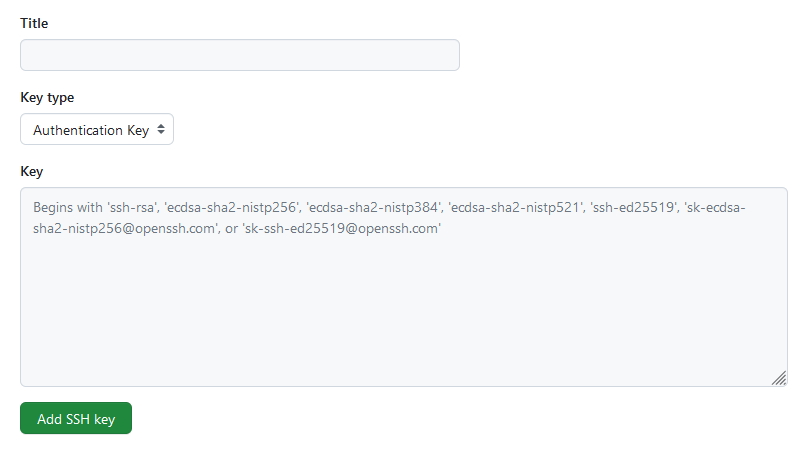 Title
Key type
Authentication Key
Key
Begins with 'ssh-rsa', 'ecdsa-sha2-nistp256', 'ecdsa-sha2-nistp384', 'ecdsa-sha2-nistp521', 'ssh-ed25519', 'sk-ecdsa-
sha2-nistp256@openssh.com', or 'sk-ssh-ed25519@openssh.com'
Add SSH key